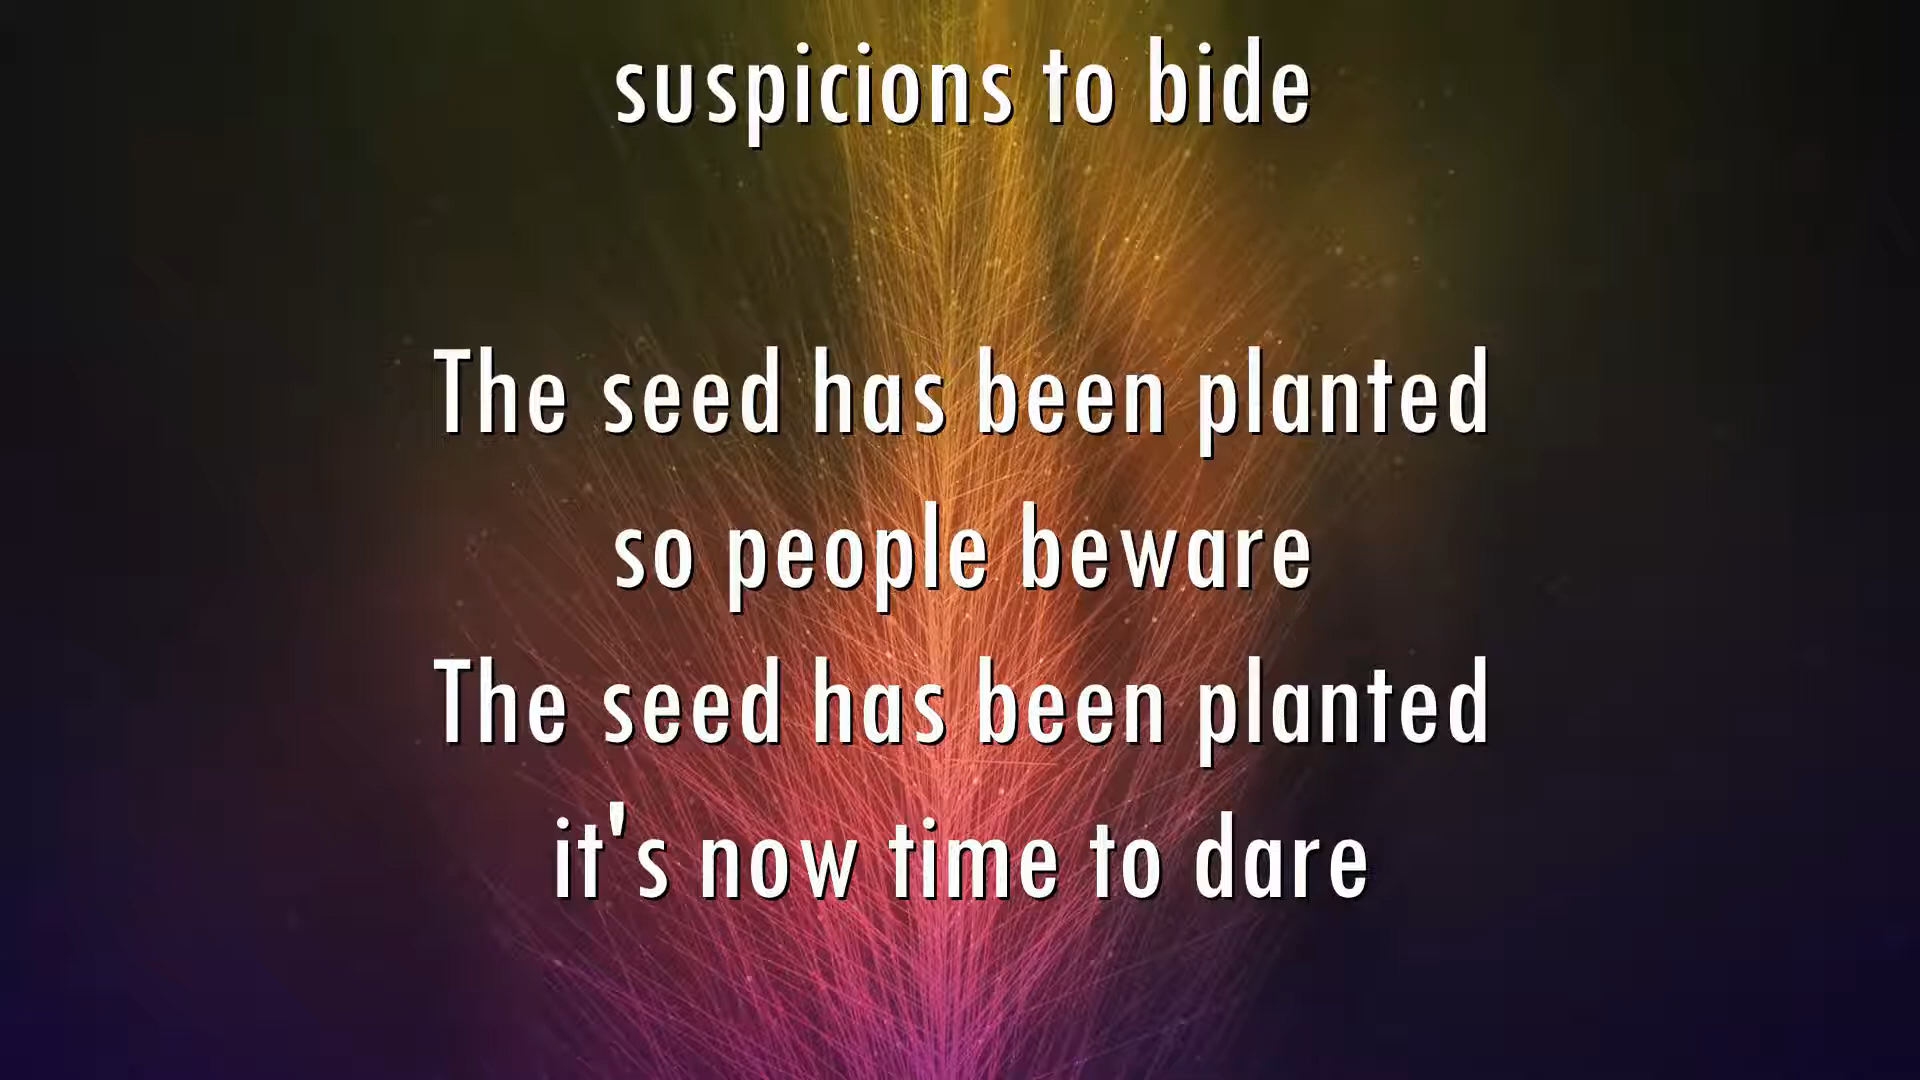 suspicions to bide
The seed has been planted
so people beware
The seed has been planted
it's now time to dare